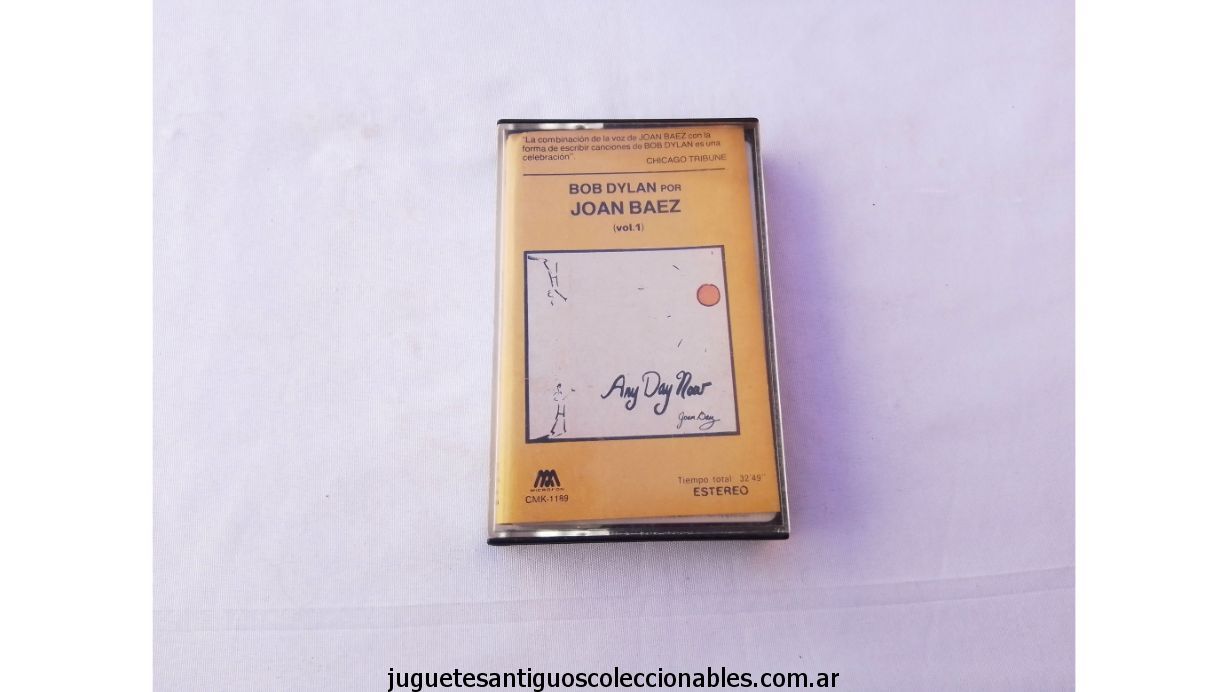 "La combinación de la voz de JOAN BAEZ con la
forma de escribir canciones de BOB DYLAN es una
celebración".
CHICAGO TRIBUNE
BOB DYLAN POR
JOAN BAEZ
(vol.1)
Any Day Now
Joan Baez
MICROFON
CMK-1189
Tiempo total 32'49''
ESTEREO
juguetesantiguoscoleccionables.com.ar